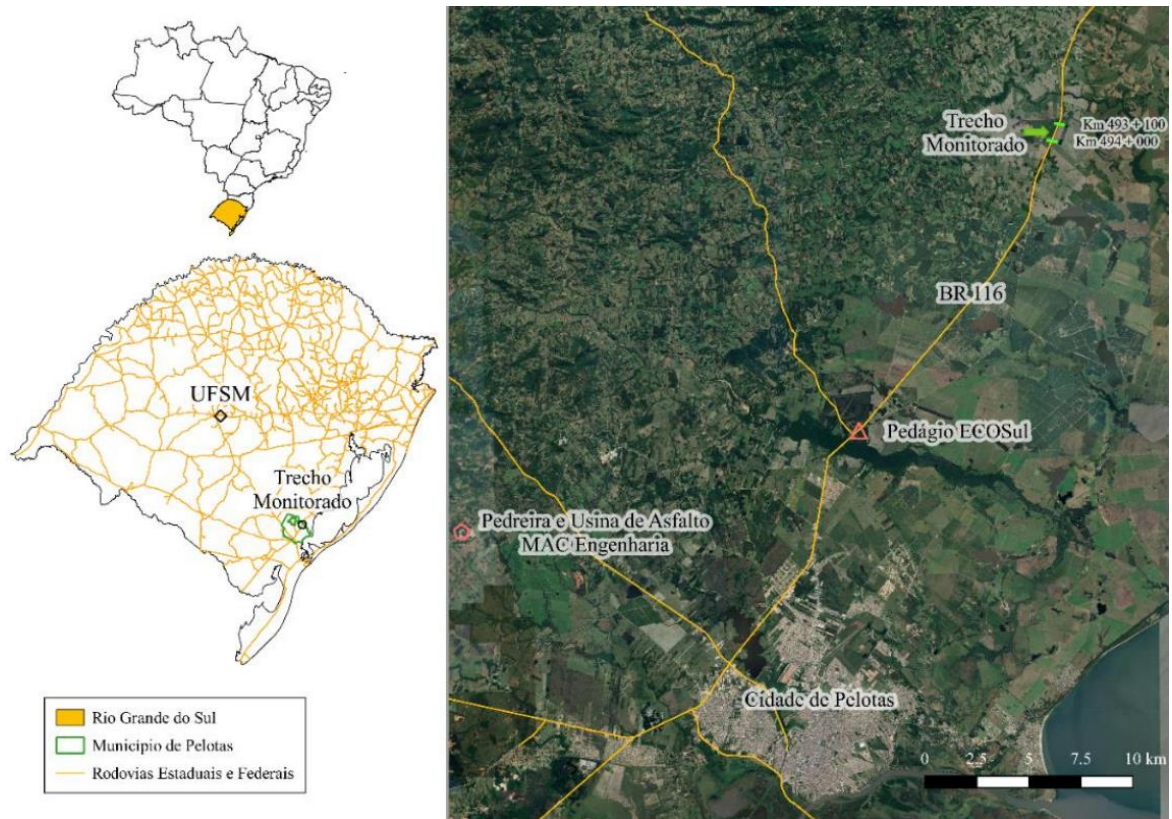 UFSM
Trecho
Monitorado
Rio Grande do Sul
Município de Pelotas
Rodovias Estaduais e Federais
Trecho
Monitorado
Km 493 + 100
Km 494 + 000
BR 116
Pedágio ECOSul
Pedreira e Usina de Asfalto
MAC Engenharia
Cidade de Pelotas
0 2.5 5 7.5 10 km